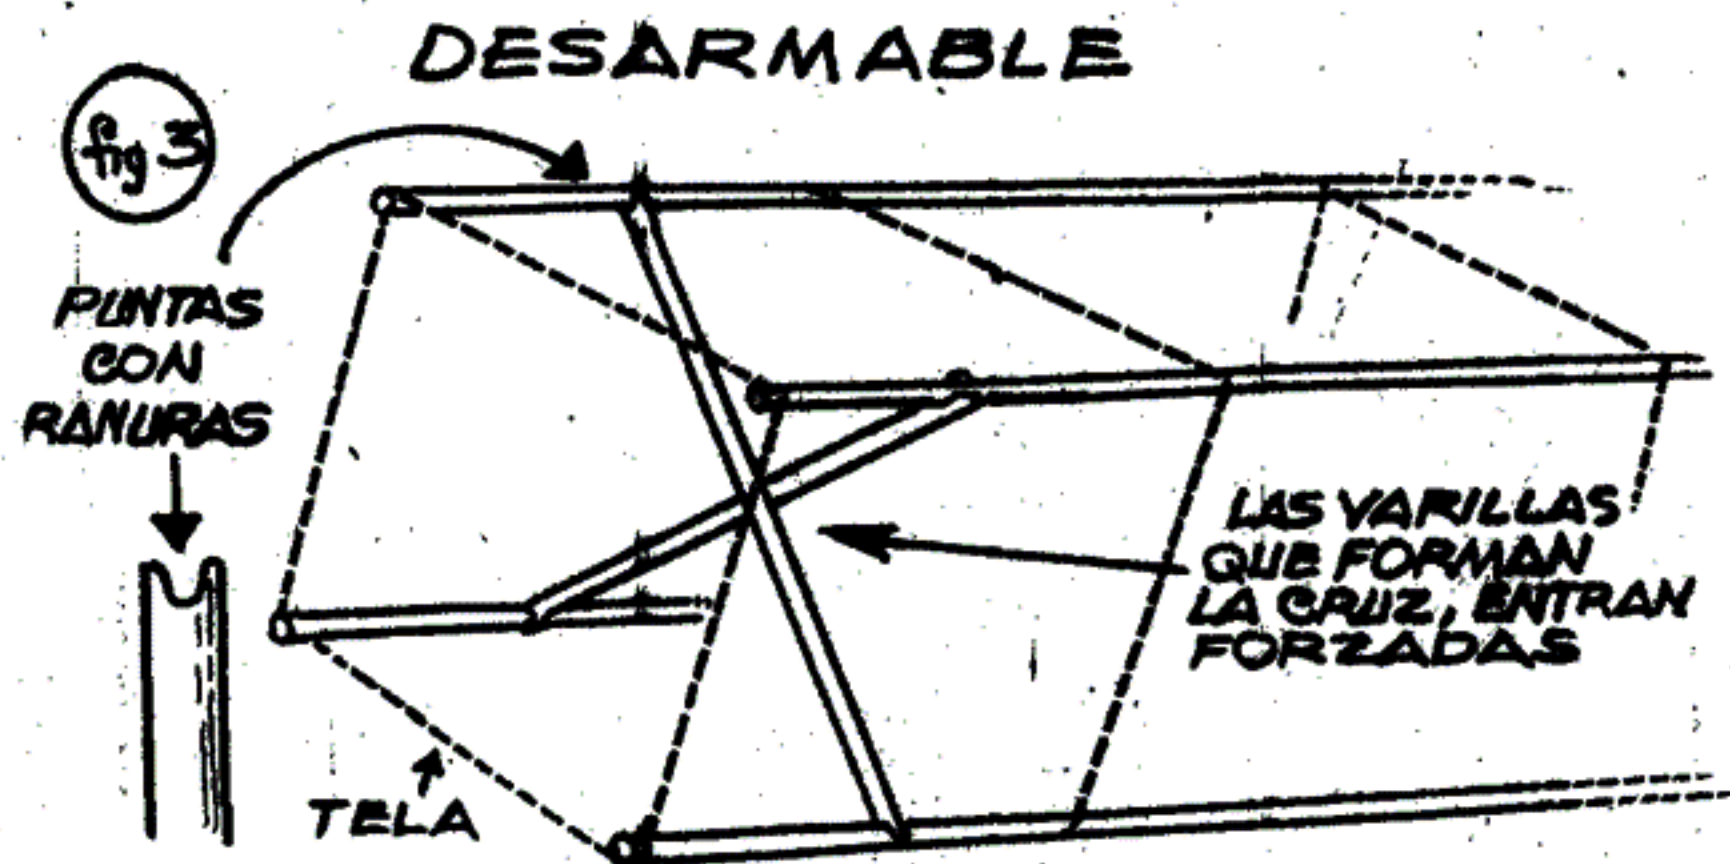 DESARMABLE
fig 3
PUNTAS
CON
RANURAS
LAS VARILLAS
QUE FORMAN
LA CRUZ, ENTRAN
FORZADAS
TELA